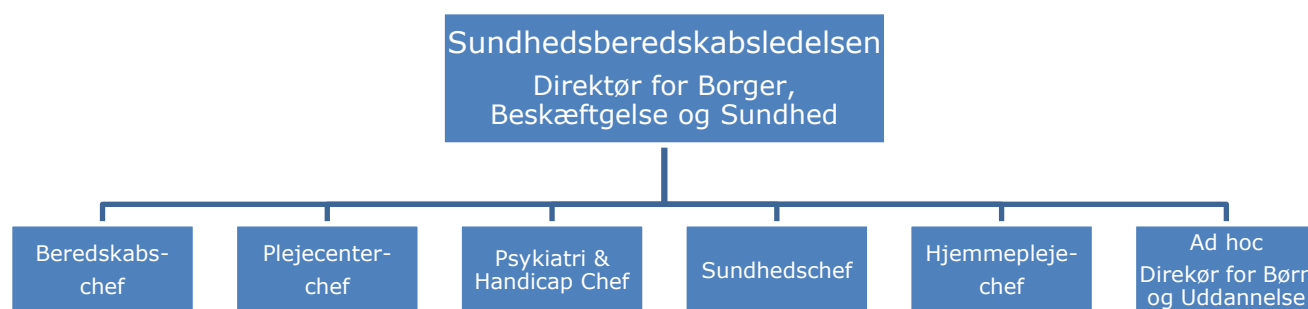 Sundhedsberedskabsledelsen
Direktør for Borger,
Beskæftgelse og Sundhed
Beredskabs-
chef
Plejecenter-
chef
Psykiatri &
Handicap Chef
Sundhedschef
Hjemmepleje-
chef
Ad hoc
Direkør for Børn
og Uddannelse